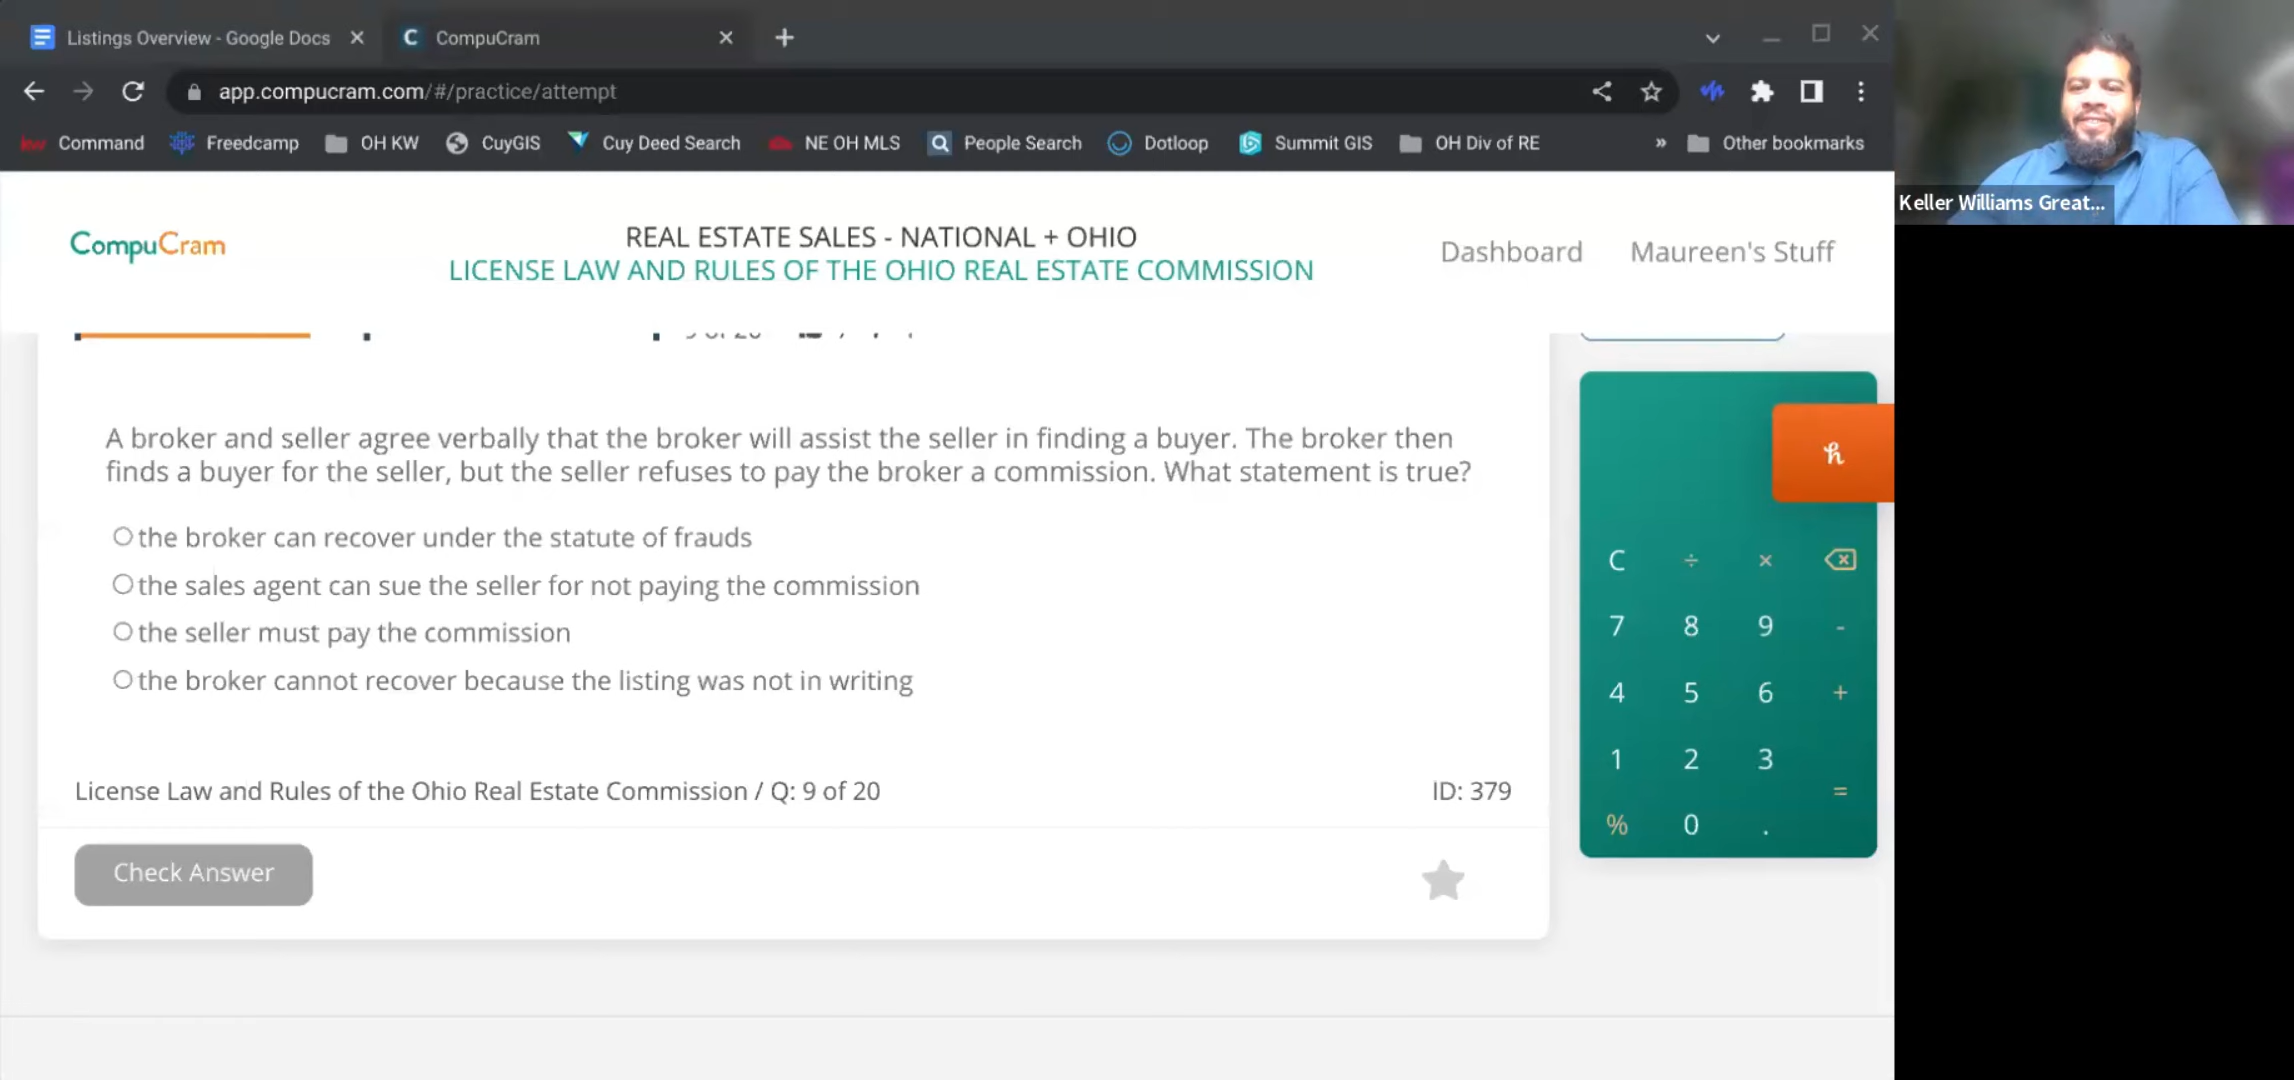 Listings Overview - Google Docs
CompuCram
app.compucram.com/#/practice/attempt
Command Freedcamp OH KW CuyGIS Cuy Deed Search NE OH MLS People Search Dotloop Summit GIS OH Div of RE » Other bookmarks
Keller Williams Great...
CompuCram
REAL ESTATE SALES - NATIONAL + OHIO
LICENSE LAW AND RULES OF THE OHIO REAL ESTATE COMMISSION
Dashboard Maureen's Stuff
A broker and seller agree verbally that the broker will assist the seller in finding a buyer. The broker then
finds a buyer for the seller, but the seller refuses to pay the broker a commission. What statement is true?
the broker can recover under the statute of frauds
the sales agent can sue the seller for not paying the commission
the seller must pay the commission
the broker cannot recover because the listing was not in writing
License Law and Rules of the Ohio Real Estate Commission / Q: 9 of 20
ID: 379
Check Answer
C ÷ ×
7 8 9 -
4 5 6 +
1 2 3
=
% 0 .